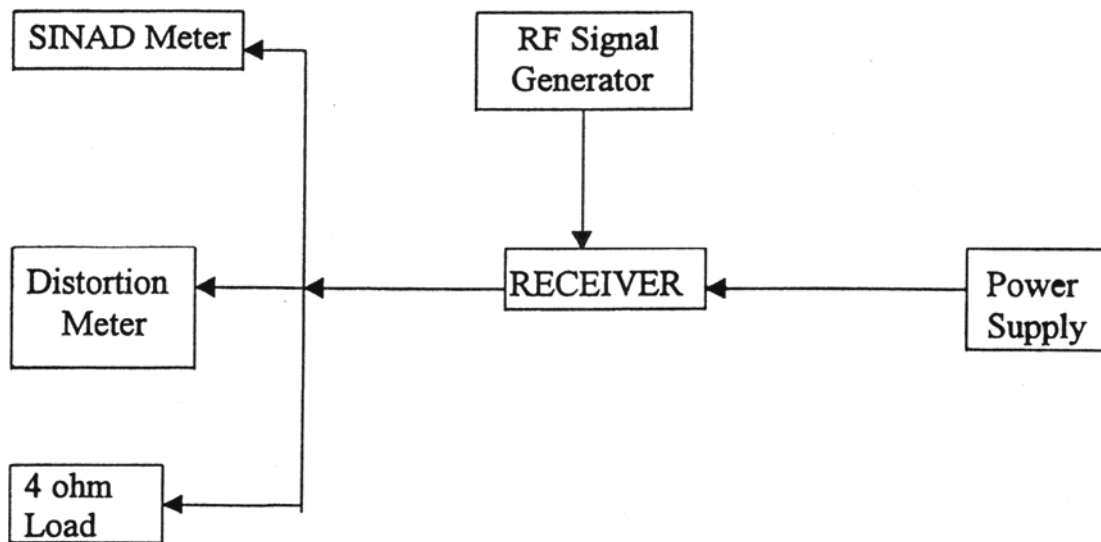 SINAD Meter
RF Signal
Generator
Distortion
Meter
RECEIVER
Power
Supply
4 ohm
Load